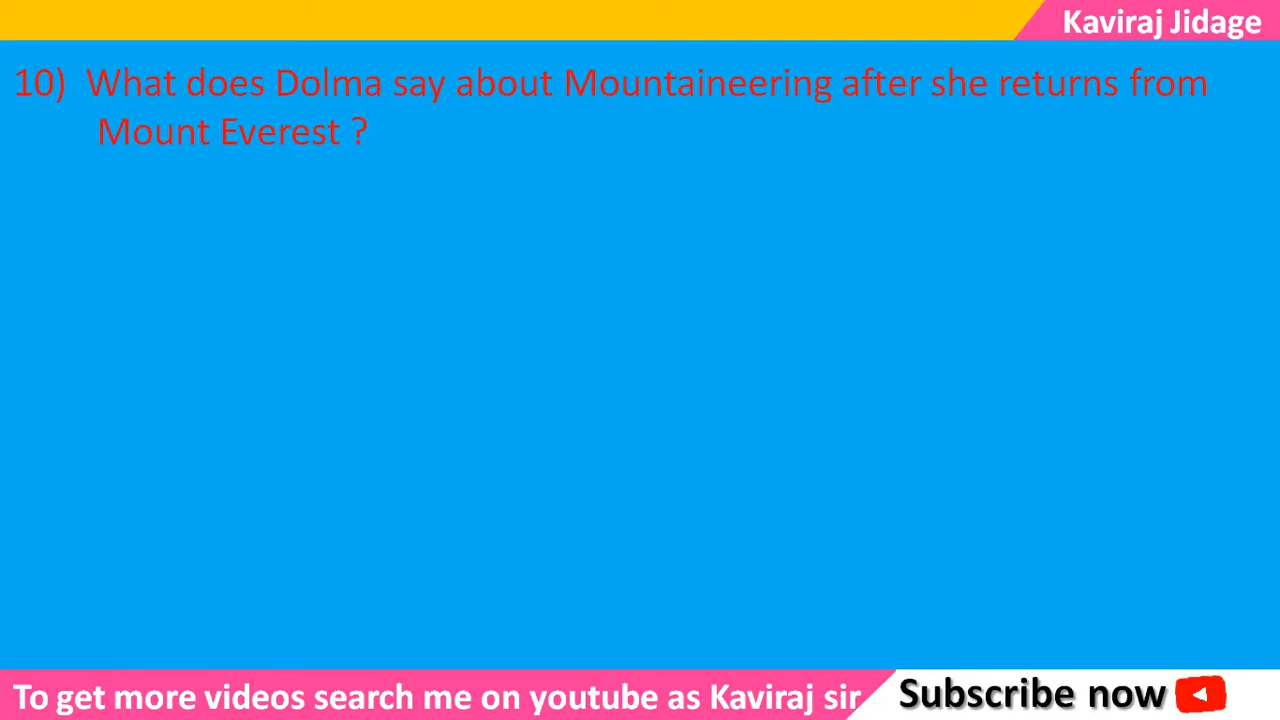 Kaviraj Jidage
10) What does Dolma say about Mountaineering after she returns from
Mount Everest ?
To get more videos search me on youtube as Kaviraj sir
Subscribe now